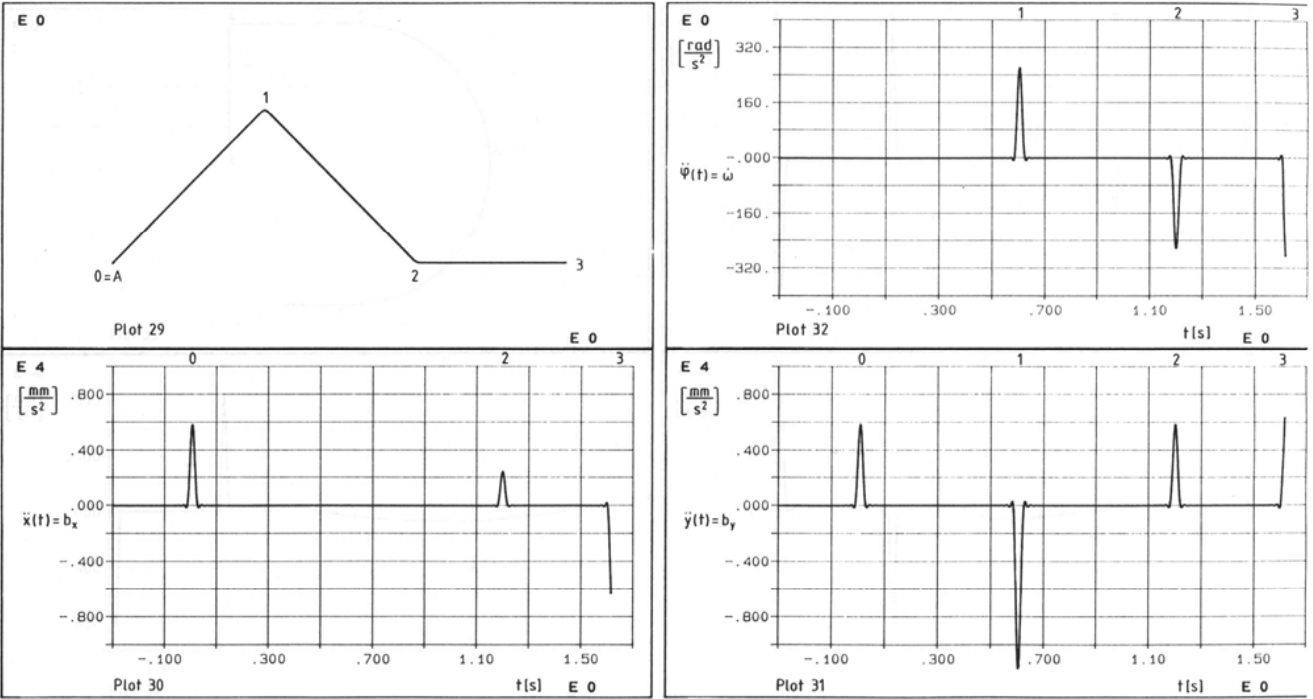 E 0
1
0=A
2
3
Plot 29
E 0
1 2 3
E 0
[rad/s²]
320.
160.
-.000
φ̈(t)=ω̇
-160.
-320.
-.100 .300 .700 1.10 1.50
Plot 32
t[s] E 0
0 2 3
E 4
[mm/s²]
.800
.400
.000
ẍ(t)=bₓ
-.400
-.800
-.100 .300 .700 1.10 1.50
Plot 30
t[s] E 0
0 1 2 3
E 4
[mm/s²]
.800
.400
.000
ÿ(t)=bᵧ
-.400
-.800
-.100 .300 .700 1.10 1.50
Plot 31
t[s] E 0